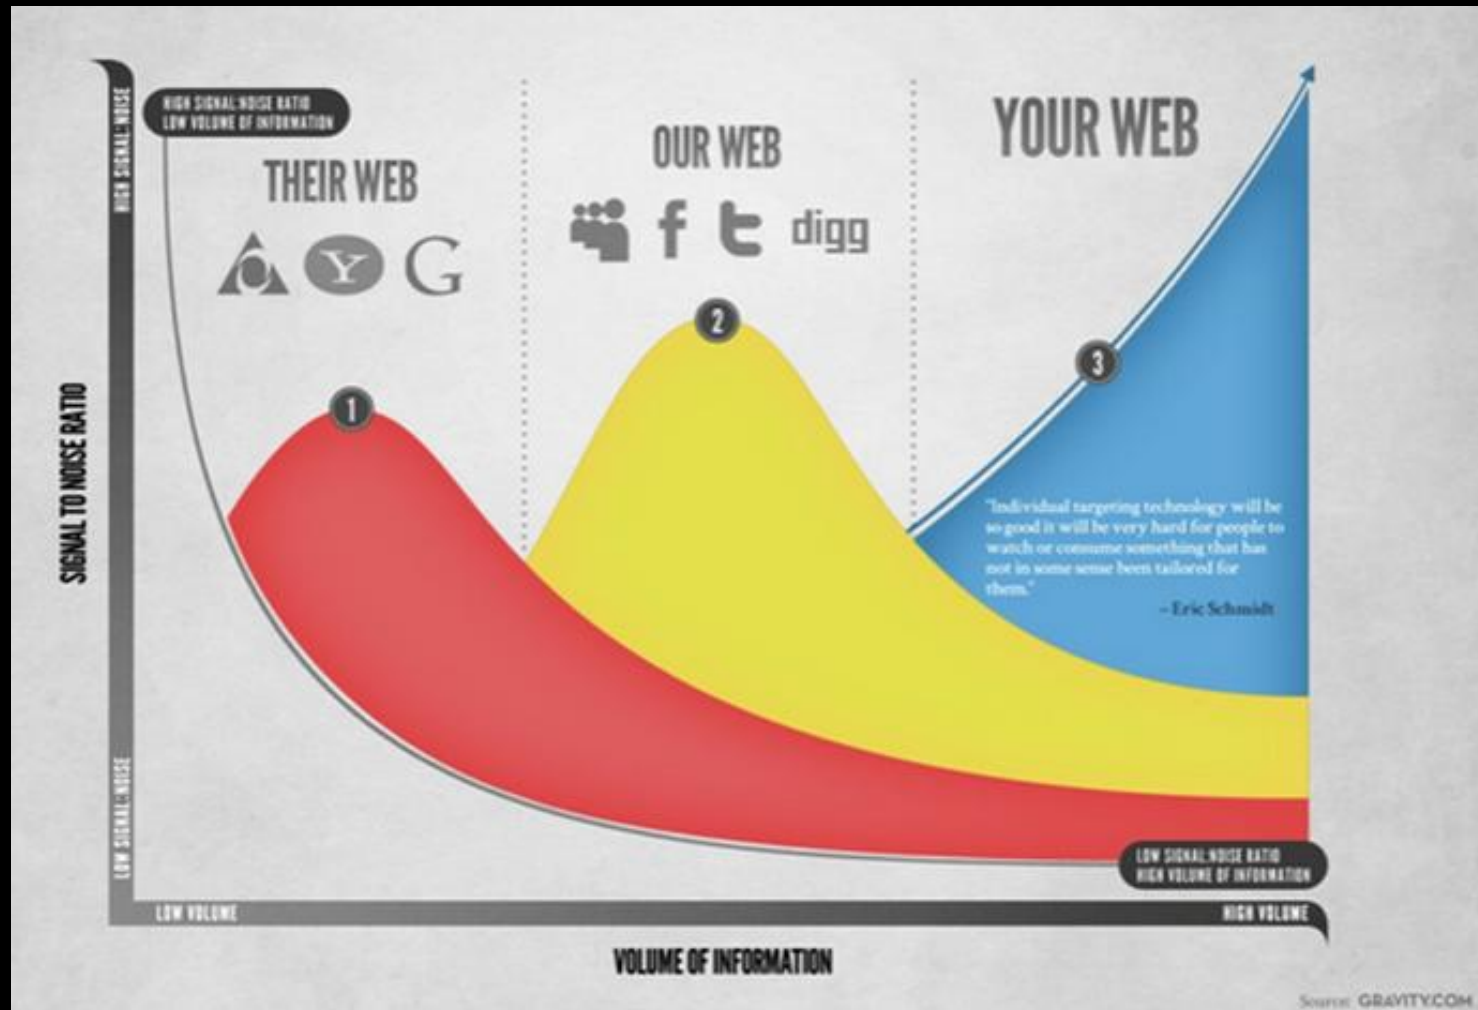 HIGH SIGNAL:NOISE
HIGH SIGNAL:NOISE RATIO
LOW VOLUME OF INFORMATION
THEIR WEB
Y G
OUR WEB
f t digg
YOUR WEB
1
2
3
SIGNAL TO NOISE RATIO
"Individual targeting technology will be
so good it will be very hard for people to
watch or consume something that has
not in some sense been tailored for
them."
– Eric Schmidt
LOW SIGNAL:NOISE
LOW SIGNAL:NOISE RATIO
HIGH VOLUME OF INFORMATION
LOW VOLUME
HIGH VOLUME
VOLUME OF INFORMATION
Source: GRAVITY.COM